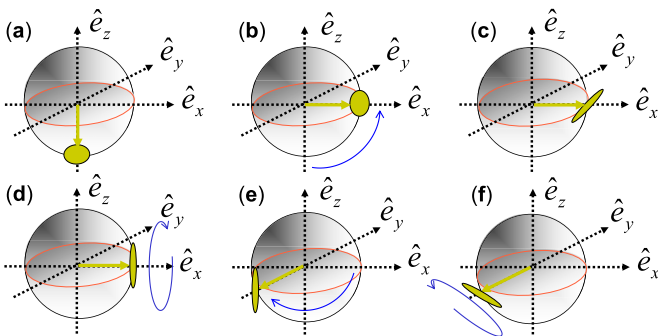 (a) ê_z ê_y ê_x
(b) ê_z ê_y ê_x
(c) ê_z ê_y ê_x
(d) ê_z ê_y ê_x
(e) ê_z ê_y ê_x
(f) ê_z ê_y ê_x